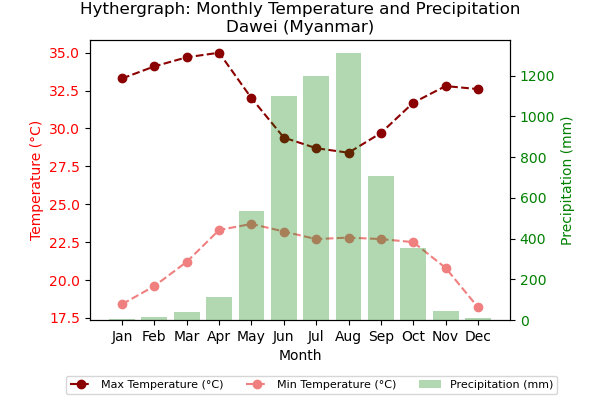 Hythergraph: Monthly Temperature and Precipitation
Dawei (Myanmar)
35.0
32.5
30.0
27.5
25.0
22.5
20.0
17.5
Temperature (°C)
1200
1000
800
600
400
200
0
Precipitation (mm)
Jan Feb Mar Apr May Jun Jul Aug Sep Oct Nov Dec
Month
Max Temperature (°C) Min Temperature (°C) Precipitation (mm)